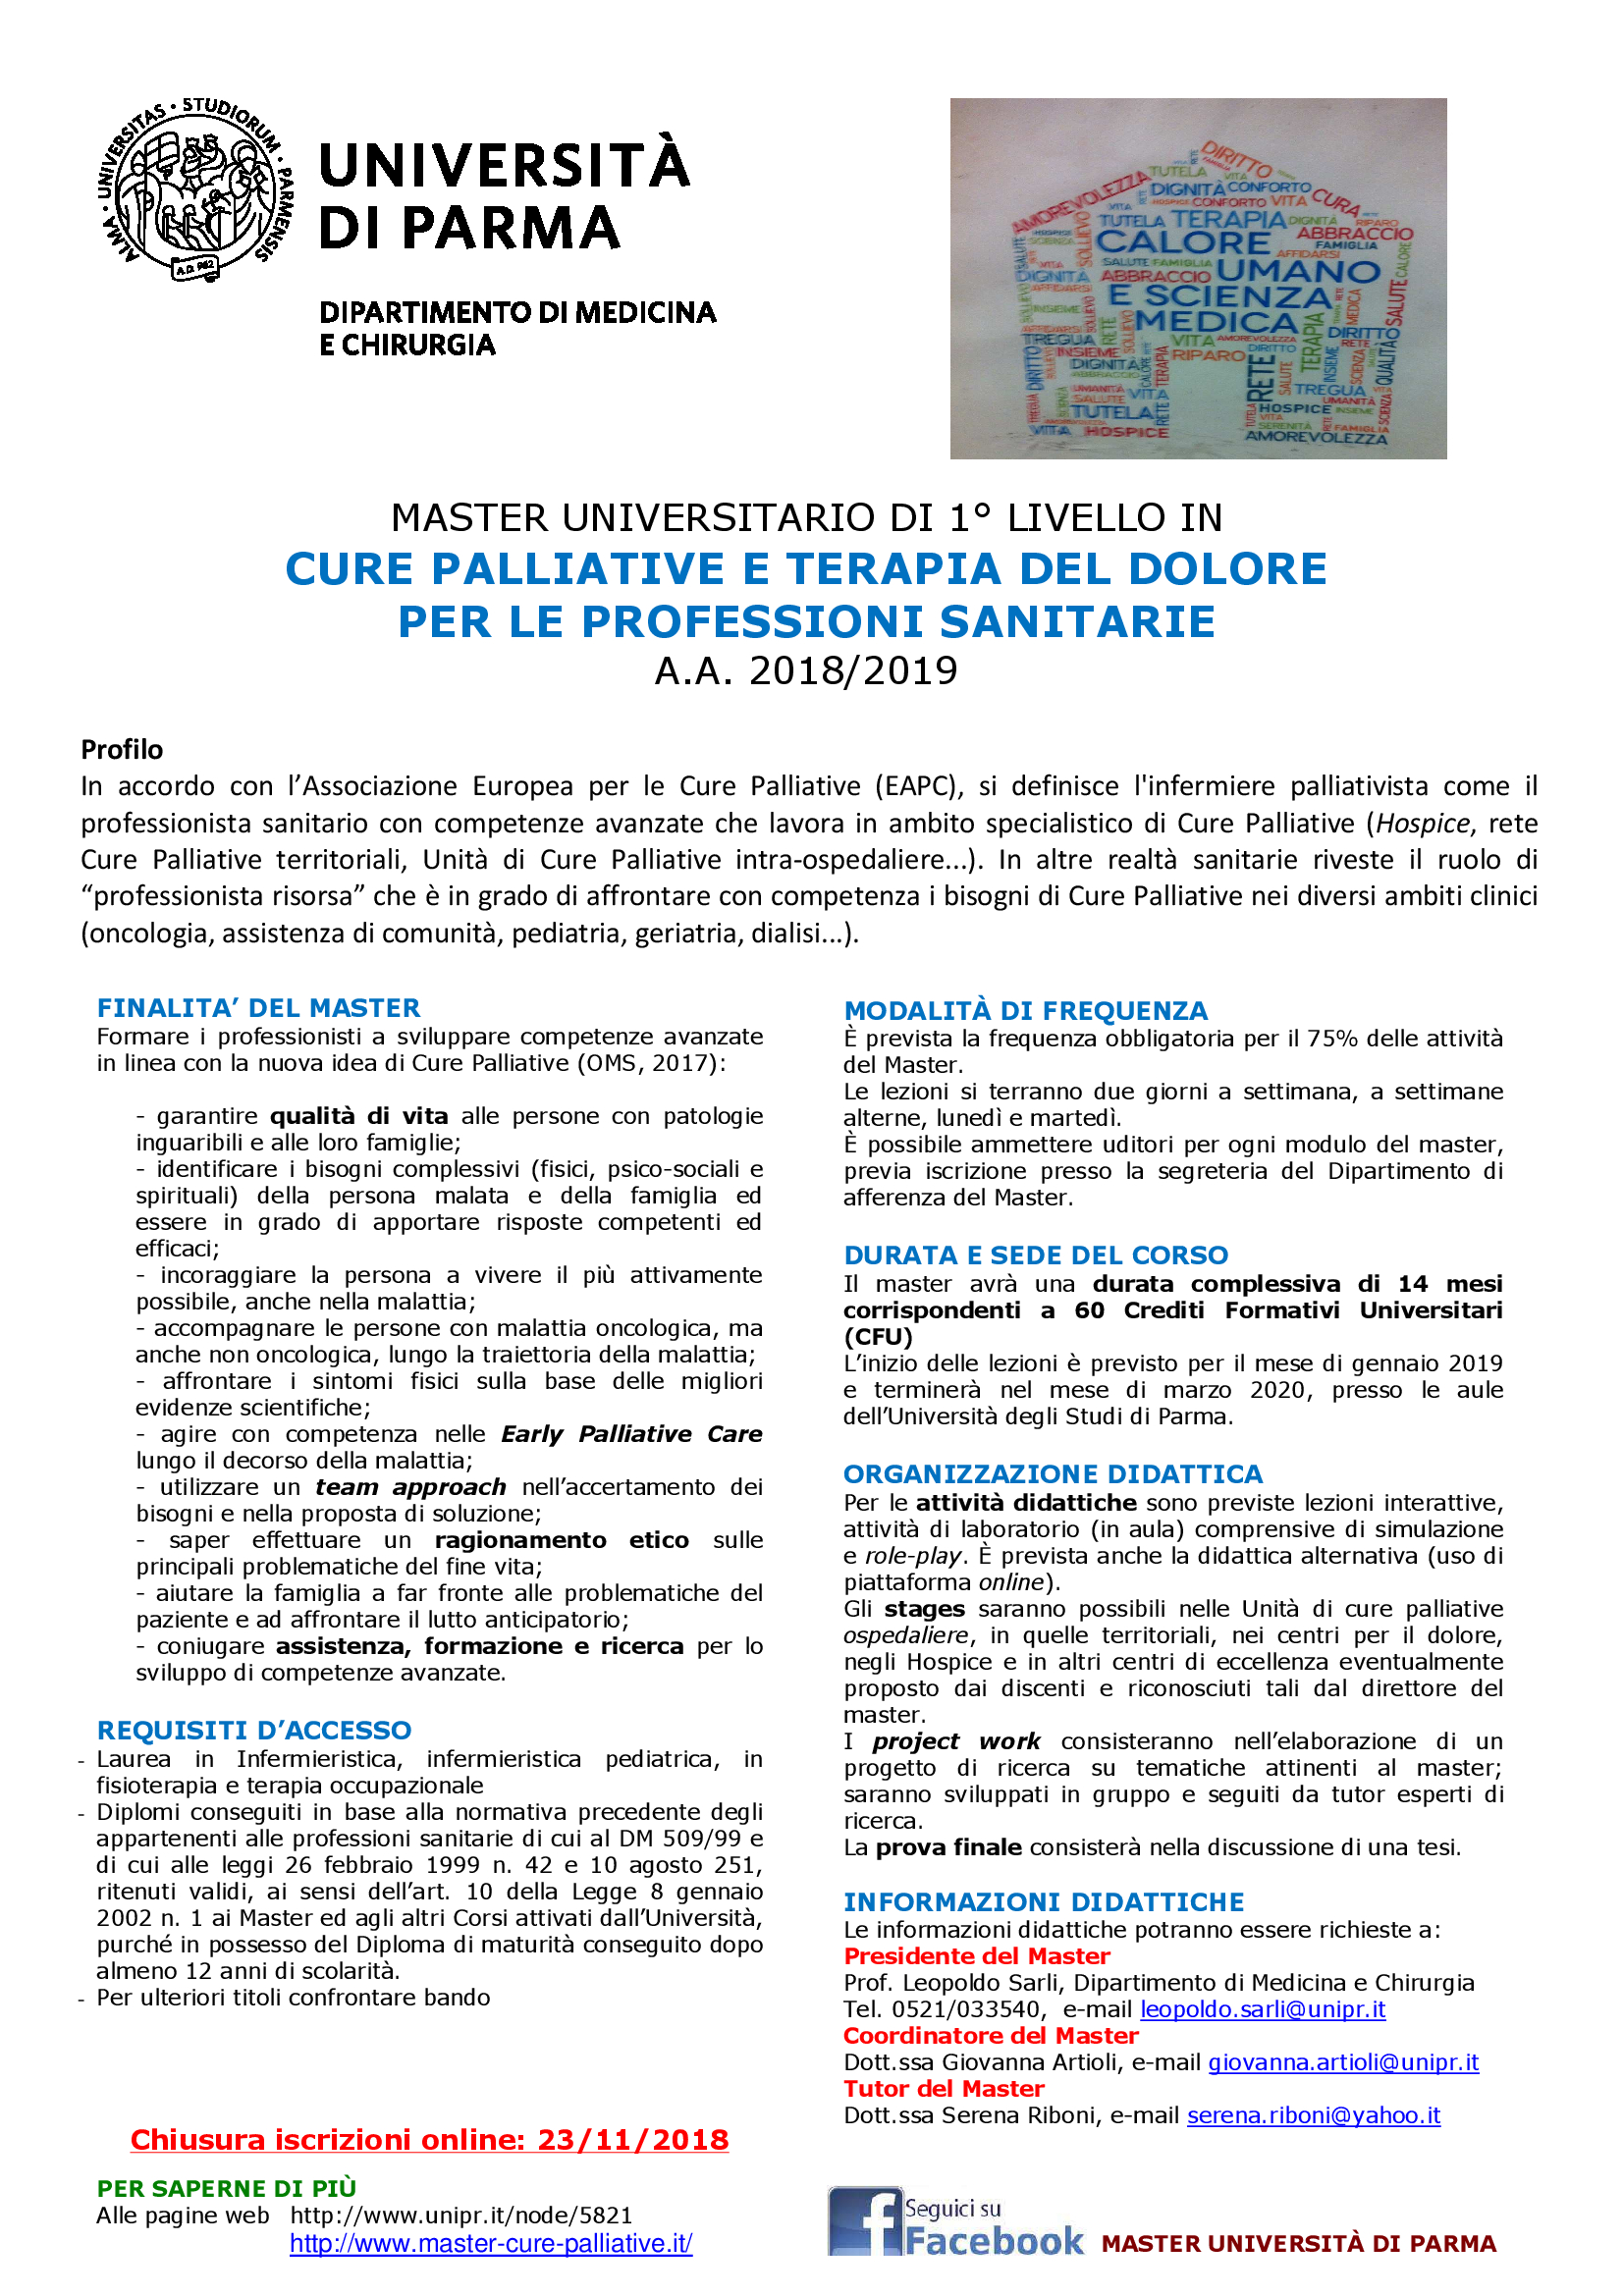 ALMA · UNIVERSITAS · STUDIORUM · PARMENSIS
A.D. 962
UNIVERSITÀ
DI PARMA
DIPARTIMENTO DI MEDICINA
E CHIRURGIA
DIRITTO
TUTELA
AMOREVOLEZZA
DIGNITÀ CONFORTO
CURA
CONFORTO VITA
TUTELA TERAPIA DIGNITÀ RIPARO
CALORE ABBRACCIO
FAMIGLIA
AFFIDARSI
SALUTE FAMIGLIA
ABBRACCIO UMANO
E SCIENZA
MEDICA
VITA AMOREVOLEZZA DIRITTO
TREGUA
INSIEME
DIGNITÀ
RIPARO
RETE
TERAPIA
QUALITÀ
SALUTE
CALORE
TREGUA
UMANITÀ
SALUTE VITA
TUTELA
HOSPICE INSIEME
VITA
SERENITÀ
FAMIGLIA
VITA HOSPICE
AMOREVOLEZZA
MASTER UNIVERSITARIO DI 1° LIVELLO IN
CURE PALLIATIVE E TERAPIA DEL DOLORE
PER LE PROFESSIONI SANITARIE
A.A. 2018/2019
Profilo
In accordo con l’Associazione Europea per le Cure Palliative (EAPC), si definisce l'infermiere palliativista come il
professionista sanitario con competenze avanzate che lavora in ambito specialistico di Cure Palliative (Hospice, rete
Cure Palliative territoriali, Unità di Cure Palliative intra-ospedaliere...). In altre realtà sanitarie riveste il ruolo di
“professionista risorsa” che è in grado di affrontare con competenza i bisogni di Cure Palliative nei diversi ambiti clinici
(oncologia, assistenza di comunità, pediatria, geriatria, dialisi...).
FINALITA’ DEL MASTER
Formare i professionisti a sviluppare competenze avanzate
in linea con la nuova idea di Cure Palliative (OMS, 2017):
- garantire qualità di vita alle persone con patologie
inguaribili e alle loro famiglie;
- identificare i bisogni complessivi (fisici, psico-sociali e
spirituali) della persona malata e della famiglia ed
essere in grado di apportare risposte competenti ed
efficaci;
- incoraggiare la persona a vivere il più attivamente
possibile, anche nella malattia;
- accompagnare le persone con malattia oncologica, ma
anche non oncologica, lungo la traiettoria della malattia;
- affrontare i sintomi fisici sulla base delle migliori
evidenze scientifiche;
- agire con competenza nelle Early Palliative Care
lungo il decorso della malattia;
- utilizzare un team approach nell’accertamento dei
bisogni e nella proposta di soluzione;
- saper effettuare un ragionamento etico sulle
principali problematiche del fine vita;
- aiutare la famiglia a far fronte alle problematiche del
paziente e ad affrontare il lutto anticipatorio;
- coniugare assistenza, formazione e ricerca per lo
sviluppo di competenze avanzate.
REQUISITI D’ACCESSO
- Laurea in Infermieristica, infermieristica pediatrica, in
fisioterapia e terapia occupazionale
- Diplomi conseguiti in base alla normativa precedente degli
appartenenti alle professioni sanitarie di cui al DM 509/99 e
di cui alle leggi 26 febbraio 1999 n. 42 e 10 agosto 251,
ritenuti validi, ai sensi dell’art. 10 della Legge 8 gennaio
2002 n. 1 ai Master ed agli altri Corsi attivati dall’Università,
purché in possesso del Diploma di maturità conseguito dopo
almeno 12 anni di scolarità.
- Per ulteriori titoli confrontare bando
Chiusura iscrizioni online: 23/11/2018
PER SAPERNE DI PIÙ
Alle pagine web http://www.unipr.it/node/5821
http://www.master-cure-palliative.it/
MODALITÀ DI FREQUENZA
È prevista la frequenza obbligatoria per il 75% delle attività
del Master.
Le lezioni si terranno due giorni a settimana, a settimane
alterne, lunedì e martedì.
È possibile ammettere uditori per ogni modulo del master,
previa iscrizione presso la segreteria del Dipartimento di
afferenza del Master.
DURATA E SEDE DEL CORSO
Il master avrà una durata complessiva di 14 mesi
corrispondenti a 60 Crediti Formativi Universitari
(CFU)
L’inizio delle lezioni è previsto per il mese di gennaio 2019
e terminerà nel mese di marzo 2020, presso le aule
dell’Università degli Studi di Parma.
ORGANIZZAZIONE DIDATTICA
Per le attività didattiche sono previste lezioni interattive,
attività di laboratorio (in aula) comprensive di simulazione
e role-play. È prevista anche la didattica alternativa (uso di
piattaforma online).
Gli stages saranno possibili nelle Unità di cure palliative
ospedaliere, in quelle territoriali, nei centri per il dolore,
negli Hospice e in altri centri di eccellenza eventualmente
proposto dai discenti e riconosciuti tali dal direttore del
master.
I project work consisteranno nell’elaborazione di un
progetto di ricerca su tematiche attinenti al master;
saranno sviluppati in gruppo e seguiti da tutor esperti di
ricerca.
La prova finale consisterà nella discussione di una tesi.
INFORMAZIONI DIDATTICHE
Le informazioni didattiche potranno essere richieste a:
Presidente del Master
Prof. Leopoldo Sarli, Dipartimento di Medicina e Chirurgia
Tel. 0521/033540, e-mail leopoldo.sarli@unipr.it
Coordinatore del Master
Dott.ssa Giovanna Artioli, e-mail giovanna.artioli@unipr.it
Tutor del Master
Dott.ssa Serena Riboni, e-mail serena.riboni@yahoo.it
f Seguici su
Facebook MASTER UNIVERSITÀ DI PARMA